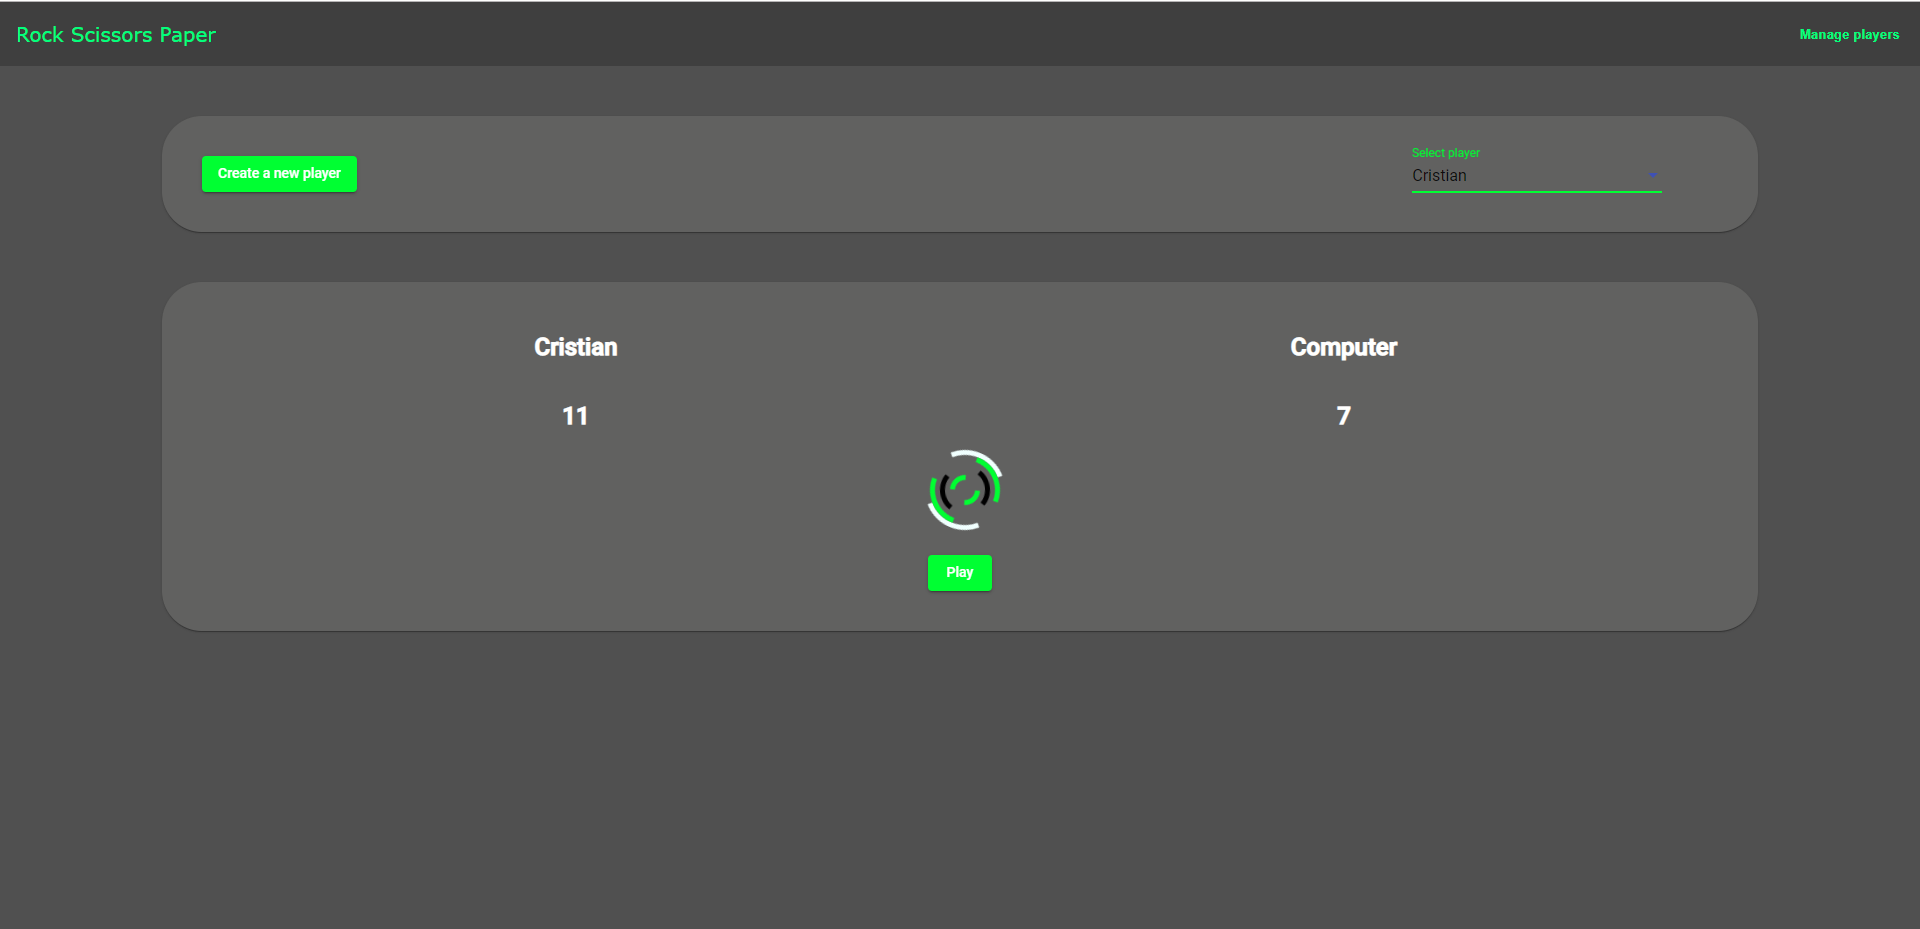 Rock Scissors Paper
Manage players
Create a new player
Select player
Cristian
Cristian
Computer
11
7
Play